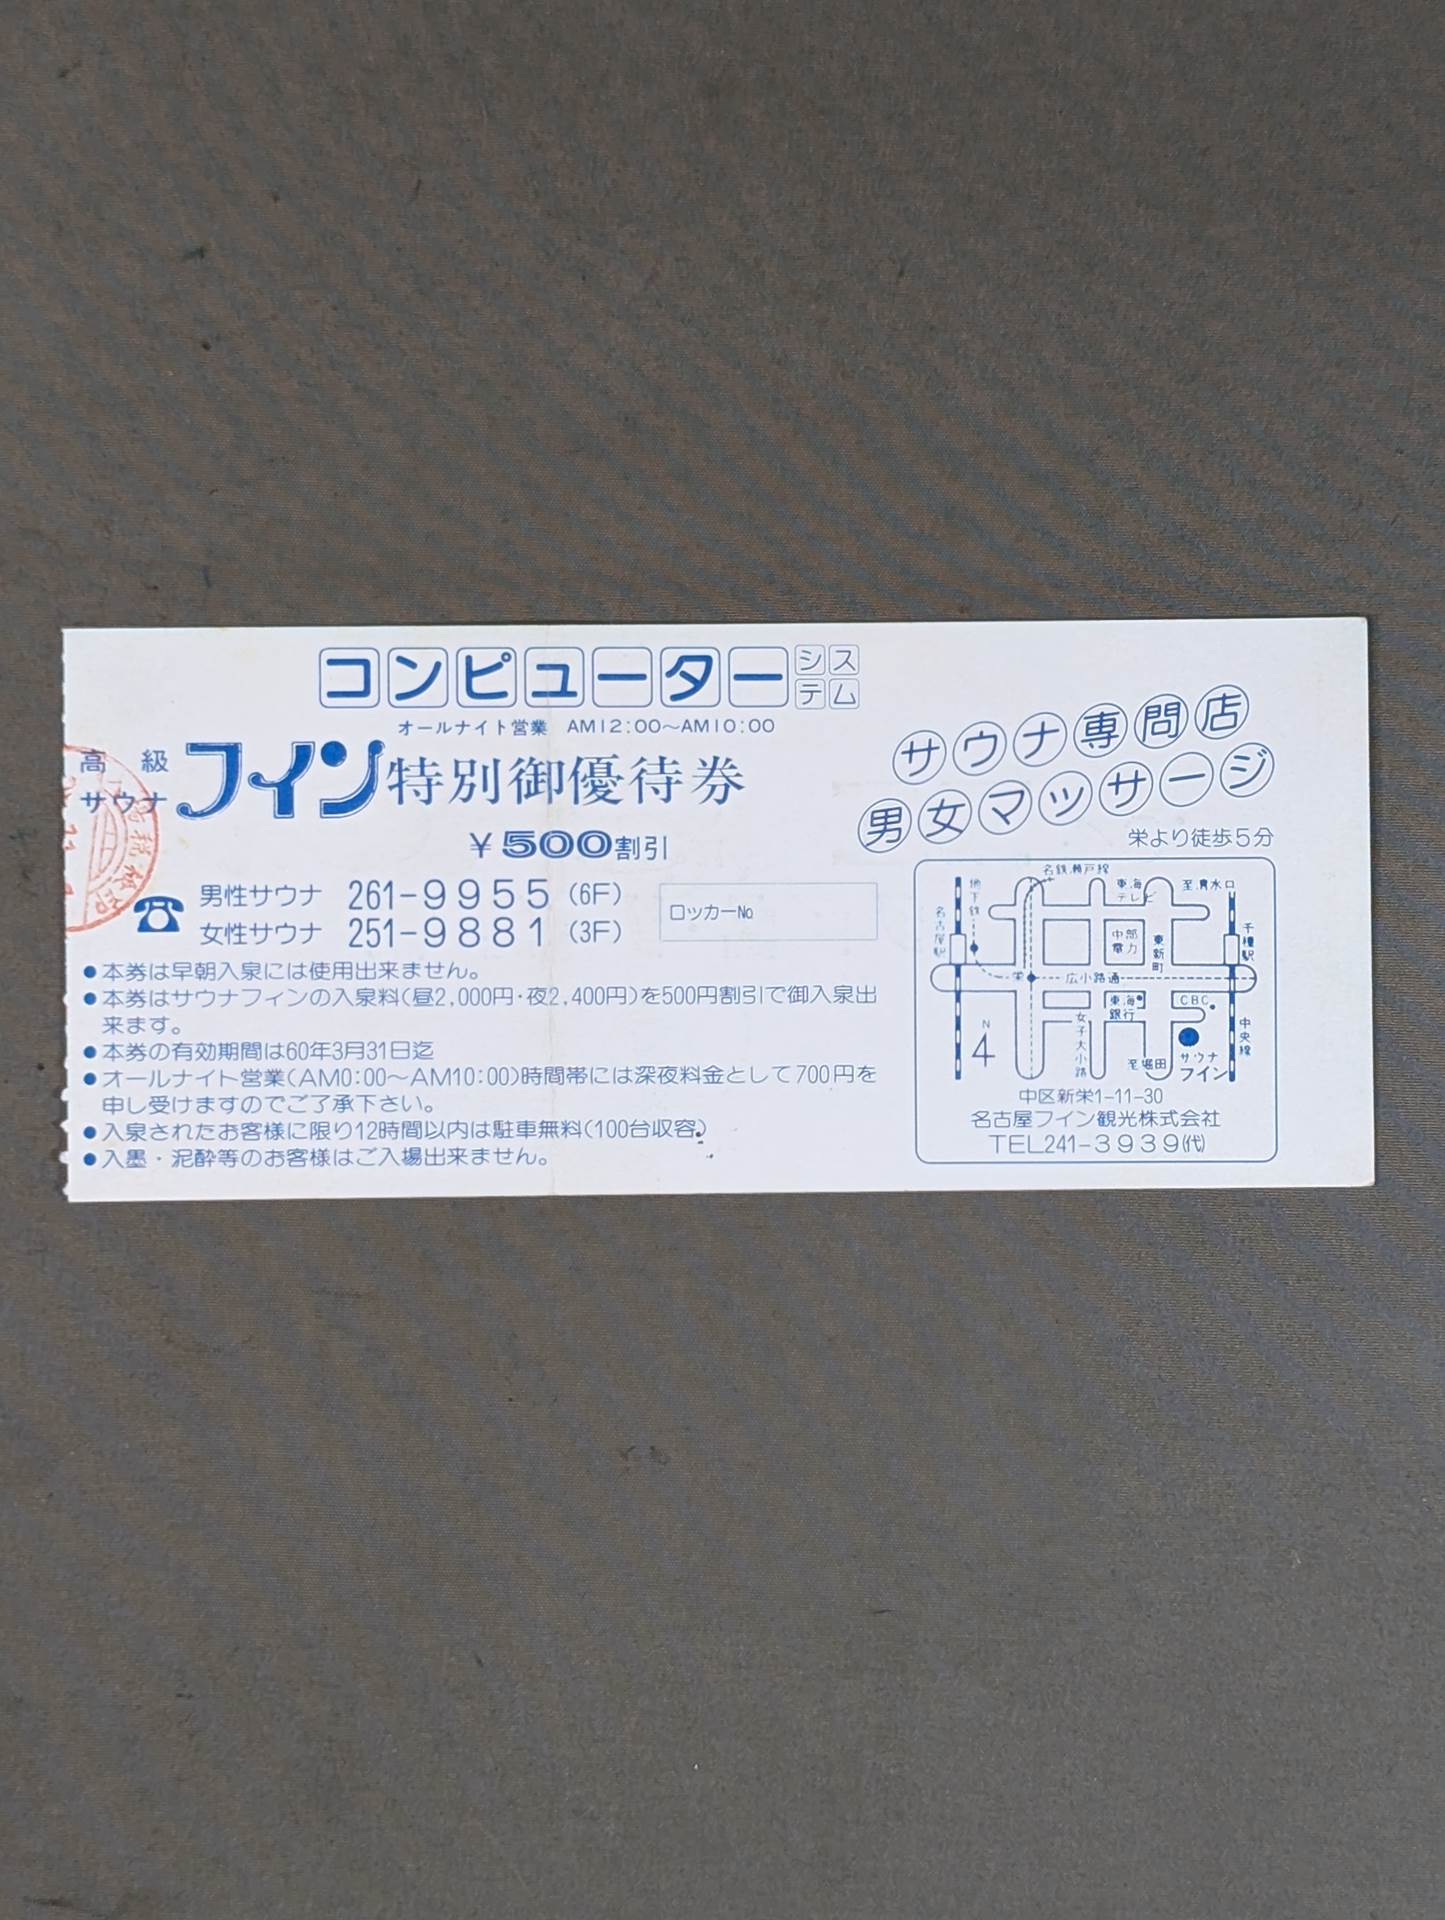 コンピューターシステム
オールナイト営業 AM12:00〜AM10:00
高級サウナ フイン 特別御優待券
¥500割引
男性サウナ 261-9955 (6F)
女性サウナ 251-9881 (3F)
ロッカー№
●本券は早朝入泉には使用出来ません。
●本券はサウナフインの入泉料(昼2,000円・夜2,400円)を500円割引で御入泉出
来ます。
●本券の有効期間は60年3月31日迄
●オールナイト営業(AM0:00〜AM10:00)時間帯には深夜料金として700円を
申し受けますのでご了承下さい。
●入泉されたお客様に限り12時間以内は駐車無料(100台収容)
●入墨・泥酔等のお客様はご入場出来ません。
サウナ専問店
男女マッサージ
栄より徒歩5分
名鉄瀬戸線
地下鉄
東海テレビ
至清水口
名古屋駅
中部電力
東新町
千種駅
栄
広小路通
東海銀行
CBC
女子大小路
中央線
N
4
至堀田
サウナフイン
中区新栄1-11-30
名古屋フイン観光株式会社
TEL241-3939(代)